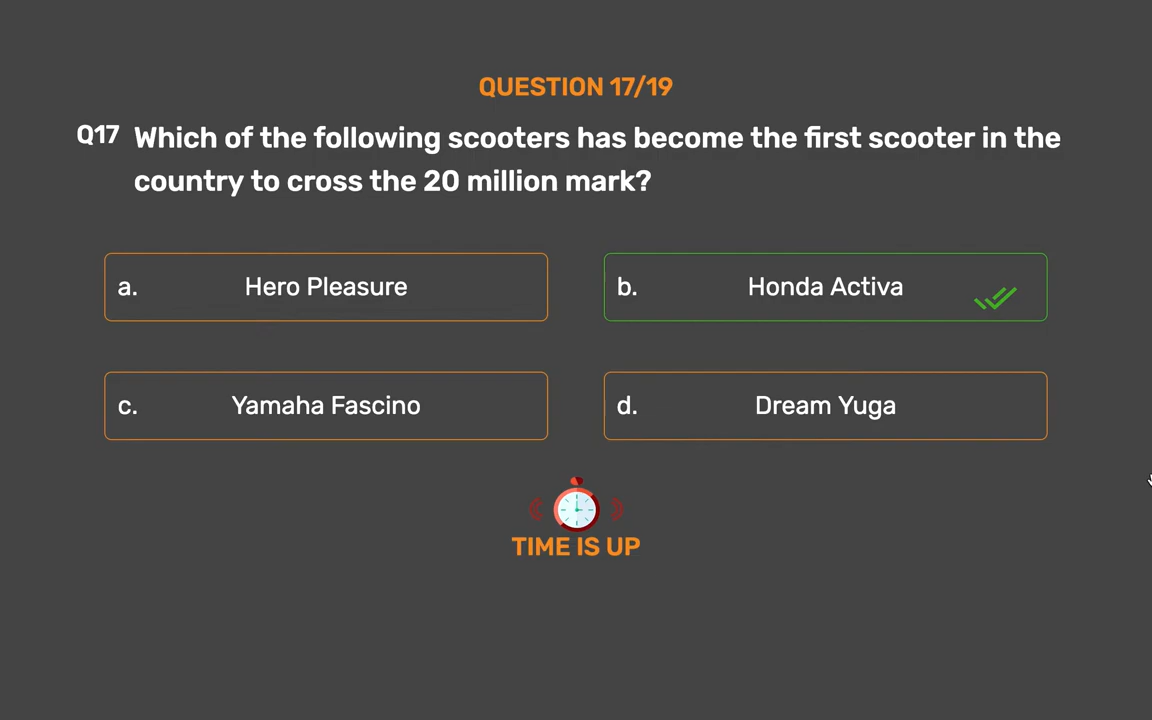 QUESTION 17/19
Q17 Which of the following scooters has become the first scooter in the
country to cross the 20 million mark?
a. Hero Pleasure
b. Honda Activa
c. Yamaha Fascino
d. Dream Yuga
TIME IS UP